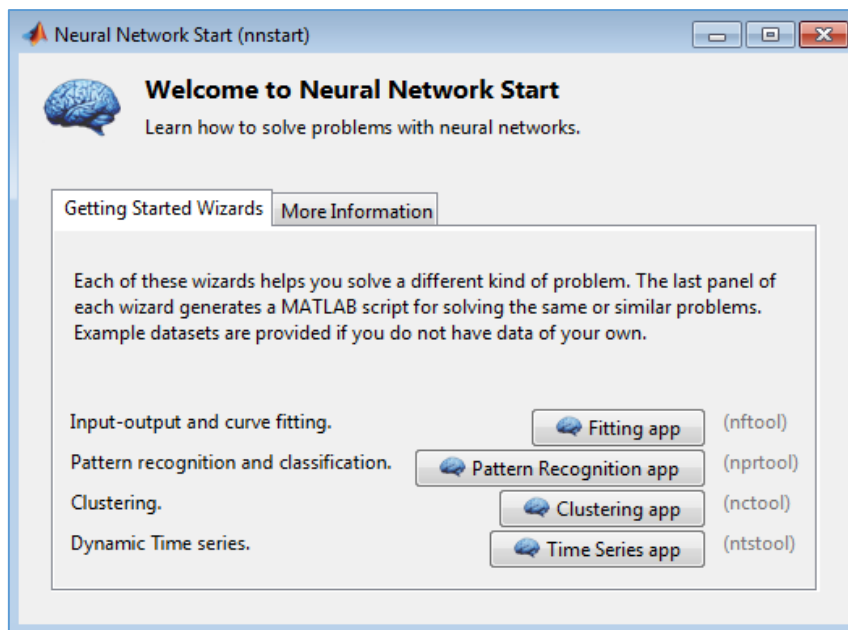 Neural Network Start (nnstart)
Welcome to Neural Network Start
Learn how to solve problems with neural networks.
Getting Started Wizards More Information
Each of these wizards helps you solve a different kind of problem. The last panel of
each wizard generates a MATLAB script for solving the same or similar problems.
Example datasets are provided if you do not have data of your own.
Input-output and curve fitting. Fitting app (nftool)
Pattern recognition and classification. Pattern Recognition app (nprtool)
Clustering. Clustering app (nctool)
Dynamic Time series. Time Series app (ntstool)